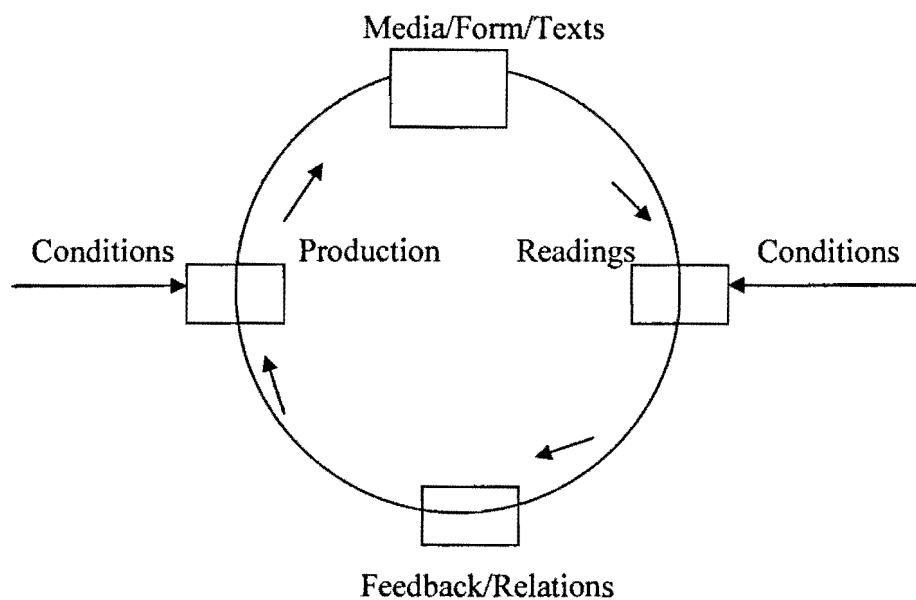 Media/Form/Texts
Conditions
Production
Readings
Conditions
Feedback/Relations